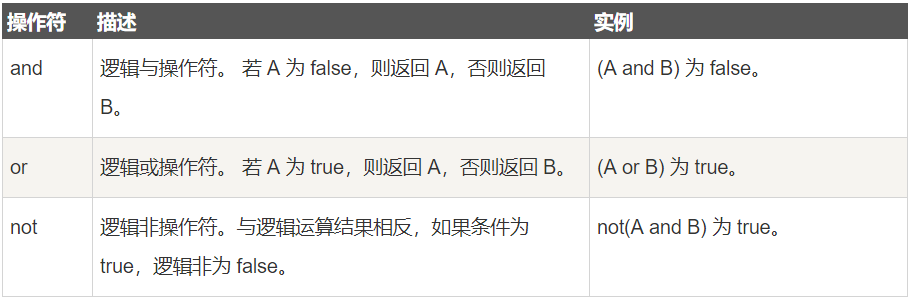 操作符 描述 实例
and 逻辑与操作符。 若 A 为 false，则返回 A，否则返回 (A and B) 为 false。
B。
or 逻辑或操作符。 若 A 为 true，则返回 A，否则返回 B。 (A or B) 为 true。
not 逻辑非操作符。与逻辑运算结果相反，如果条件为 not(A and B) 为 true。
true，逻辑非为 false。